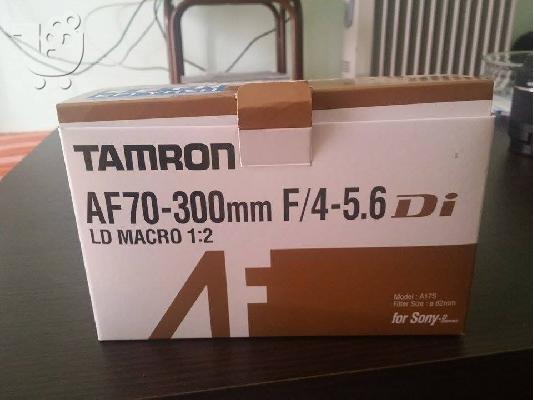 TAMRON
AF70-300mm F/4-5.6 Di
LD MACRO 1:2
AF
Model : A17S
Filter Size : ø 62mm
for Sony-D